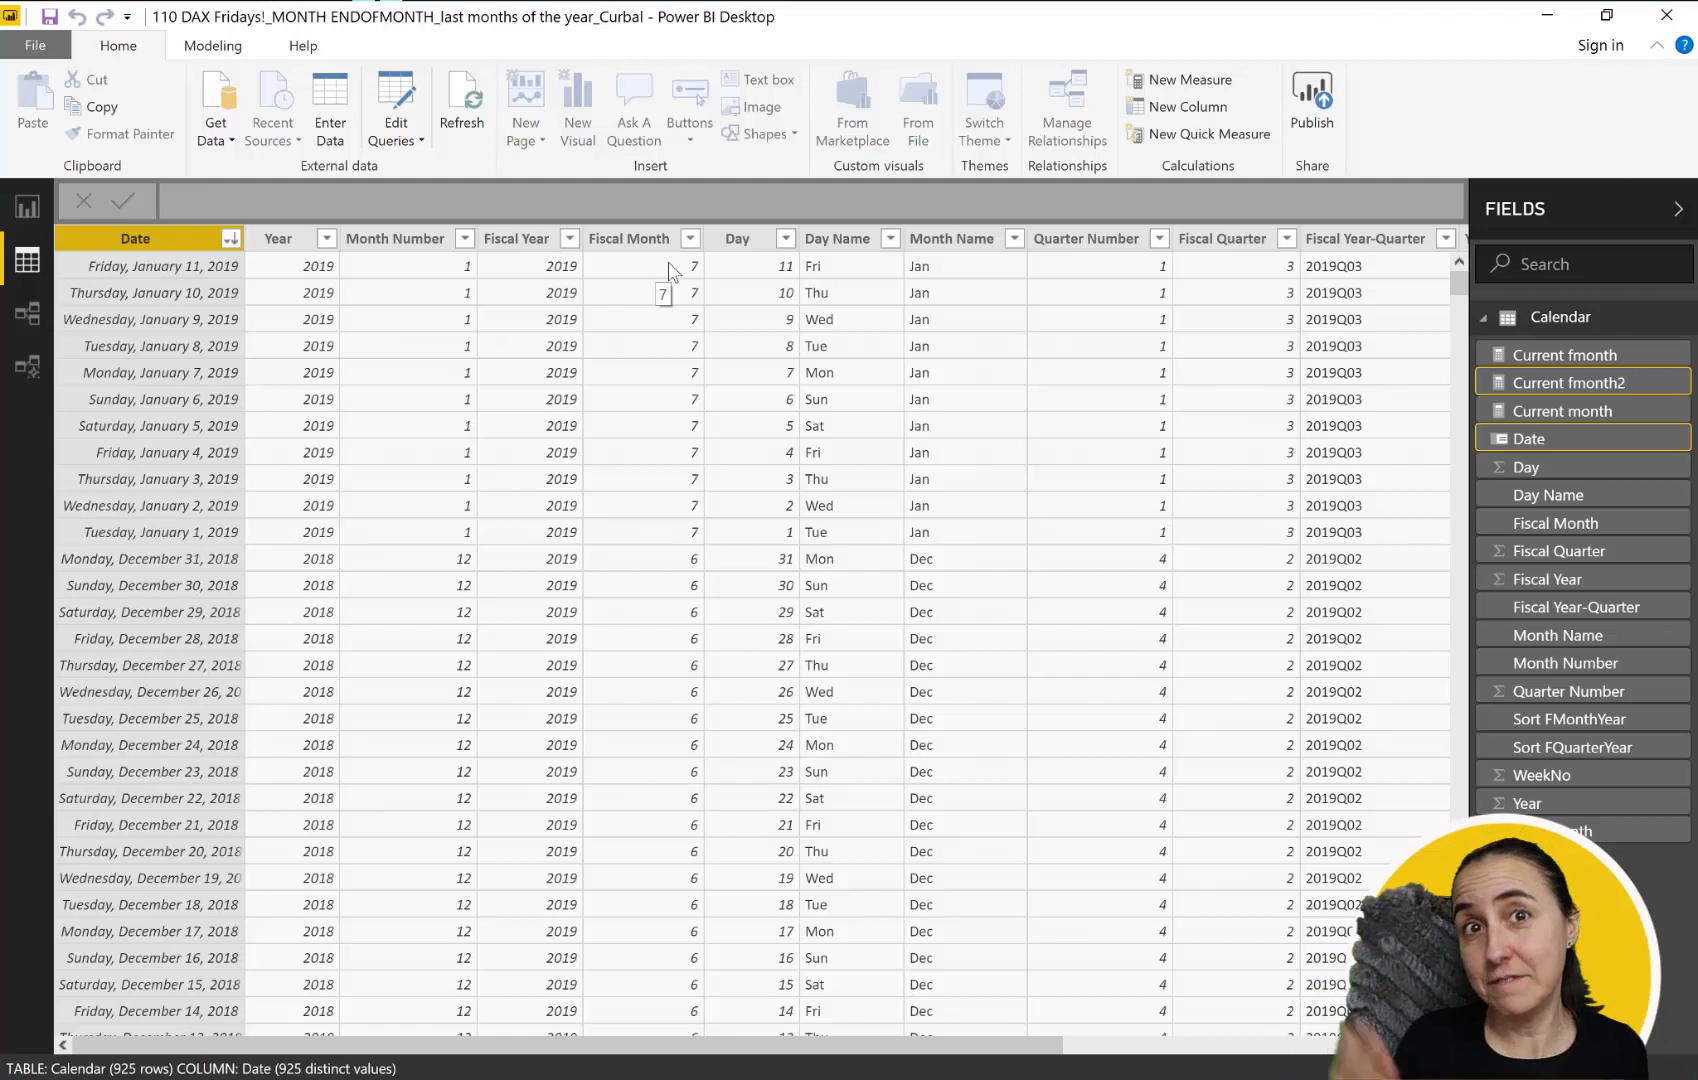 110 DAX Fridays!_MONTH ENDOFMONTH_last months of the year_Curbal - Power BI Desktop
File Home Modeling Help Sign in
Paste
Cut
Copy
Format Painter
Clipboard
Get Data
Recent Sources
Enter Data
Edit Queries
Refresh
External data
New Page
New Visual
Ask A Question
Buttons
Text box
Image
Shapes
Insert
From Marketplace
From File
Custom visuals
Switch Theme
Themes
Manage Relationships
Relationships
New Measure
New Column
New Quick Measure
Calculations
Publish
Share
Date Year Month Number Fiscal Year Fiscal Month Day Day Name Month Name Quarter Number Fiscal Quarter Fiscal Year-Quarter
Friday, January 11, 2019 2019 1 2019 7 11 Fri Jan 1 3 2019Q03
Thursday, January 10, 2019 2019 1 2019 7 7 10 Thu Jan 1 3 2019Q03
Wednesday, January 9, 2019 2019 1 2019 7 9 Wed Jan 1 3 2019Q03
Tuesday, January 8, 2019 2019 1 2019 7 8 Tue Jan 1 3 2019Q03
Monday, January 7, 2019 2019 1 2019 7 7 Mon Jan 1 3 2019Q03
Sunday, January 6, 2019 2019 1 2019 7 6 Sun Jan 1 3 2019Q03
Saturday, January 5, 2019 2019 1 2019 7 5 Sat Jan 1 3 2019Q03
Friday, January 4, 2019 2019 1 2019 7 4 Fri Jan 1 3 2019Q03
Thursday, January 3, 2019 2019 1 2019 7 3 Thu Jan 1 3 2019Q03
Wednesday, January 2, 2019 2019 1 2019 7 2 Wed Jan 1 3 2019Q03
Tuesday, January 1, 2019 2019 1 2019 7 1 Tue Jan 1 3 2019Q03
Monday, December 31, 2018 2018 12 2019 6 31 Mon Dec 4 2 2019Q02
Sunday, December 30, 2018 2018 12 2019 6 30 Sun Dec 4 2 2019Q02
Saturday, December 29, 2018 2018 12 2019 6 29 Sat Dec 4 2 2019Q02
Friday, December 28, 2018 2018 12 2019 6 28 Fri Dec 4 2 2019Q02
Thursday, December 27, 2018 2018 12 2019 6 27 Thu Dec 4 2 2019Q02
Wednesday, December 26, 20 2018 12 2019 6 26 Wed Dec 4 2 2019Q02
Tuesday, December 25, 2018 2018 12 2019 6 25 Tue Dec 4 2 2019Q02
Monday, December 24, 2018 2018 12 2019 6 24 Mon Dec 4 2 2019Q02
Sunday, December 23, 2018 2018 12 2019 6 23 Sun Dec 4 2 2019Q02
Saturday, December 22, 2018 2018 12 2019 6 22 Sat Dec 4 2 2019Q02
Friday, December 21, 2018 2018 12 2019 6 21 Fri Dec 4 2 2019Q02
Thursday, December 20, 2018 2018 12 2019 6 20 Thu Dec 4 2 2019Q02
Wednesday, December 19, 20 2018 12 2019 6 19 Wed Dec 4 2 2019Q02
Tuesday, December 18, 2018 2018 12 2019 6 18 Tue Dec 4 2 2019Q02
Monday, December 17, 2018 2018 12 2019 6 17 Mon Dec 4 2 2019Q0
Sunday, December 16, 2018 2018 12 2019 6 16 Sun Dec 4 2 2019Q
Saturday, December 15, 2018 2018 12 2019 6 15 Sat Dec 4 2 2019Q
Friday, December 14, 2018 2018 12 2019 6 14 Fri Dec 4 2 2019Q
FIELDS
Search
Calendar
Current fmonth
Current fmonth2
Current month
Date
Day
Day Name
Fiscal Month
Fiscal Quarter
Fiscal Year
Fiscal Year-Quarter
Month Name
Month Number
Quarter Number
Sort FMonthYear
Sort FQuarterYear
WeekNo
Year
TABLE: Calendar (925 rows) COLUMN: Date (925 distinct values)